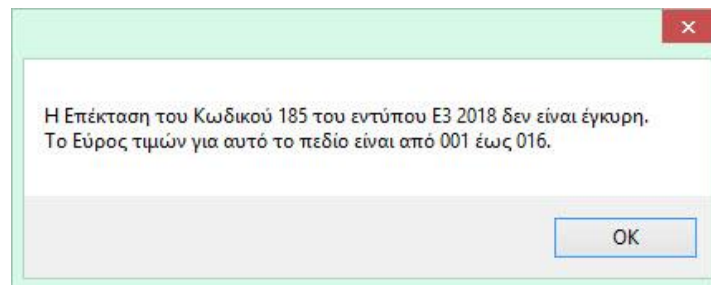 Η Επέκταση του Κωδικού 185 του εντύπου Ε3 2018 δεν είναι έγκυρη.
Το Εύρος τιμών για αυτό το πεδίο είναι από 001 έως 016.
OK